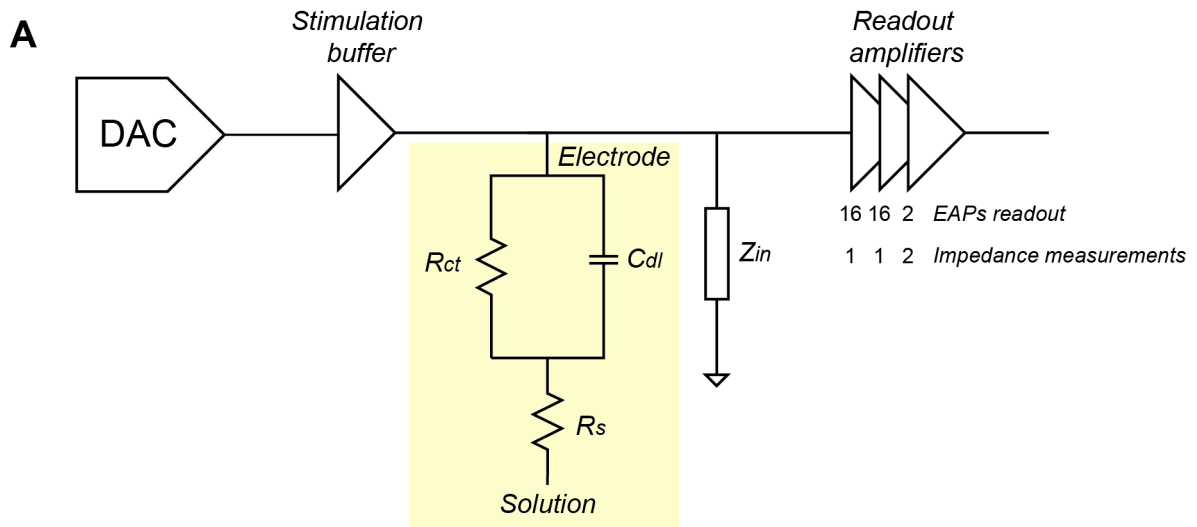 A
Stimulation
buffer
Readout
amplifiers
DAC
Electrode
Rct
Cdl
Zin
16 16 2 EAPs readout
1 1 2 Impedance measurements
Rs
Solution